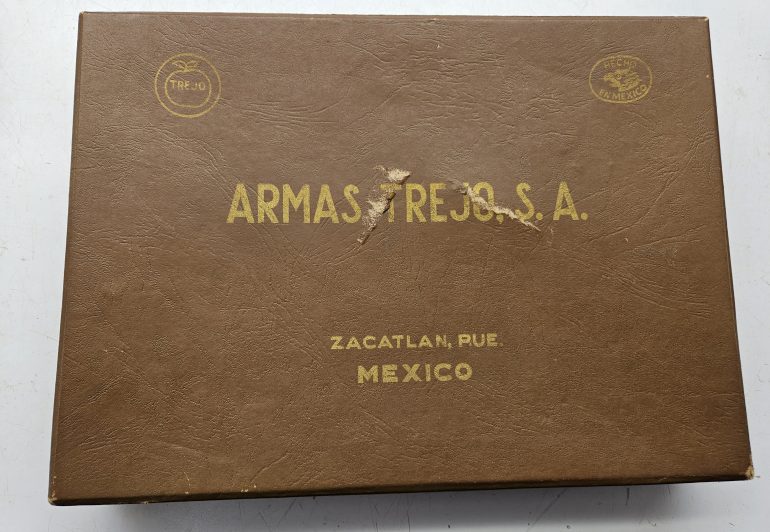 TREJO
HECHO
EN MEXICO
ARMAS TREJO, S. A.
ZACATLAN, PUE.
MEXICO